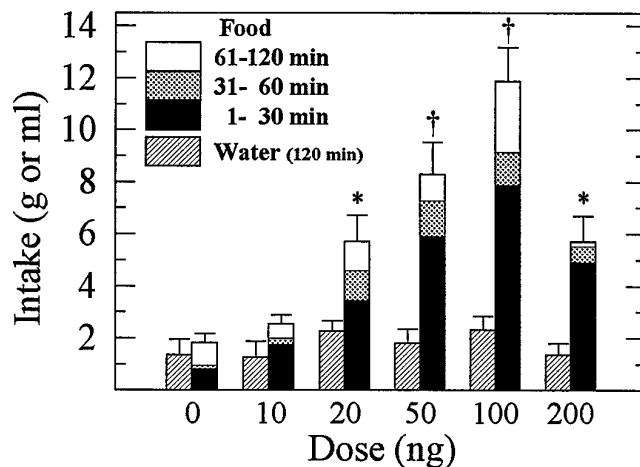 14
12
10
8
6
4
2
Intake (g or ml)
Food
61-120 min
31- 60 min
1- 30 min
Water (120 min)
*
†
†
*
0 10 20 50 100 200
Dose (ng)